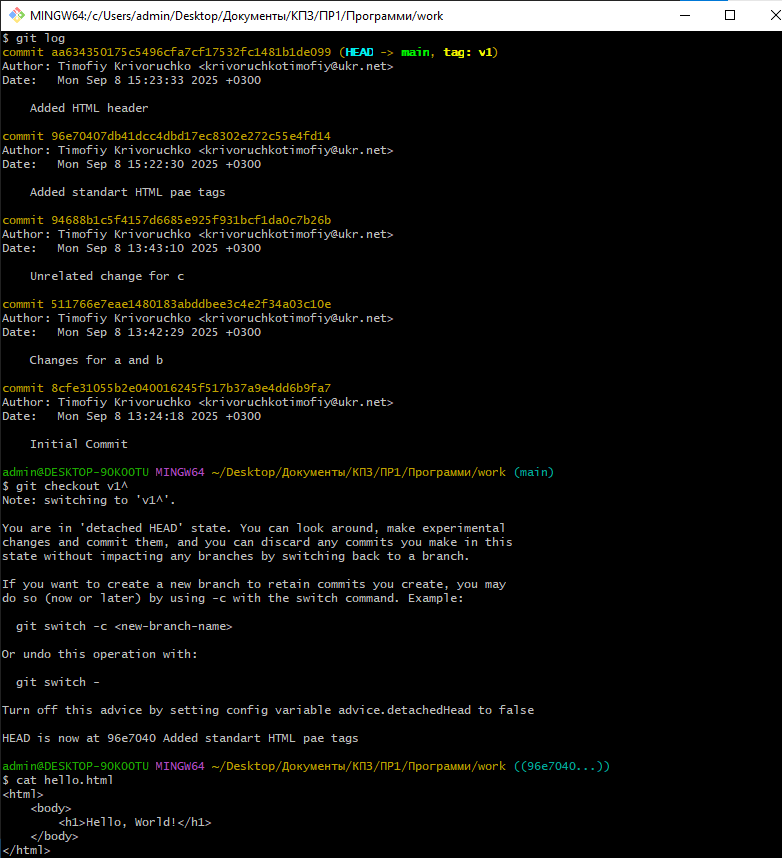 MINGW64:/c/Users/admin/Desktop/Документы/КПЗ/ПР1/Программи/work
$ git log
commit aa634350175c5496cfa7cf17532fc1481b1de099 (HEAD -> main, tag: v1)
Author: Timofiy Krivoruchko <krivoruchkotimofiy@ukr.net>
Date:   Mon Sep 8 15:23:33 2025 +0300

    Added HTML header

commit 96e70407db41dcc4dbd17ec8302e272c55e4fd14
Author: Timofiy Krivoruchko <krivoruchkotimofiy@ukr.net>
Date:   Mon Sep 8 15:22:30 2025 +0300

    Added standart HTML pae tags

commit 94688b1c5f4157d6685e925f931bcf1da0c7b26b
Author: Timofiy Krivoruchko <krivoruchkotimofiy@ukr.net>
Date:   Mon Sep 8 13:43:10 2025 +0300

    Unrelated change for c

commit 511766e7eae1480183abddbee3c4e2f34a03c10e
Author: Timofiy Krivoruchko <krivoruchkotimofiy@ukr.net>
Date:   Mon Sep 8 13:42:29 2025 +0300

    Changes for a and b

commit 8cfe31055b2e040016245f517b37a9e4dd6b9fa7
Author: Timofiy Krivoruchko <krivoruchkotimofiy@ukr.net>
Date:   Mon Sep 8 13:24:18 2025 +0300

    Initial Commit

admin@DESKTOP-9OKOOTU MINGW64 ~/Desktop/Документы/КПЗ/ПР1/Программи/work (main)
$ git checkout v1^
Note: switching to 'v1^'.

You are in 'detached HEAD' state. You can look around, make experimental
changes and commit them, and you can discard any commits you make in this
state without impacting any branches by switching back to a branch.

If you want to create a new branch to retain commits you create, you may
do so (now or later) by using -c with the switch command. Example:

  git switch -c <new-branch-name>

Or undo this operation with:

  git switch -

Turn off this advice by setting config variable advice.detachedHead to false

HEAD is now at 96e7040 Added standart HTML pae tags

admin@DESKTOP-9OKOOTU MINGW64 ~/Desktop/Документы/КПЗ/ПР1/Программи/work ((96e7040...))
$ cat hello.html
<html>
    <body>
        <h1>Hello, World!</h1>
    </body>
</html>